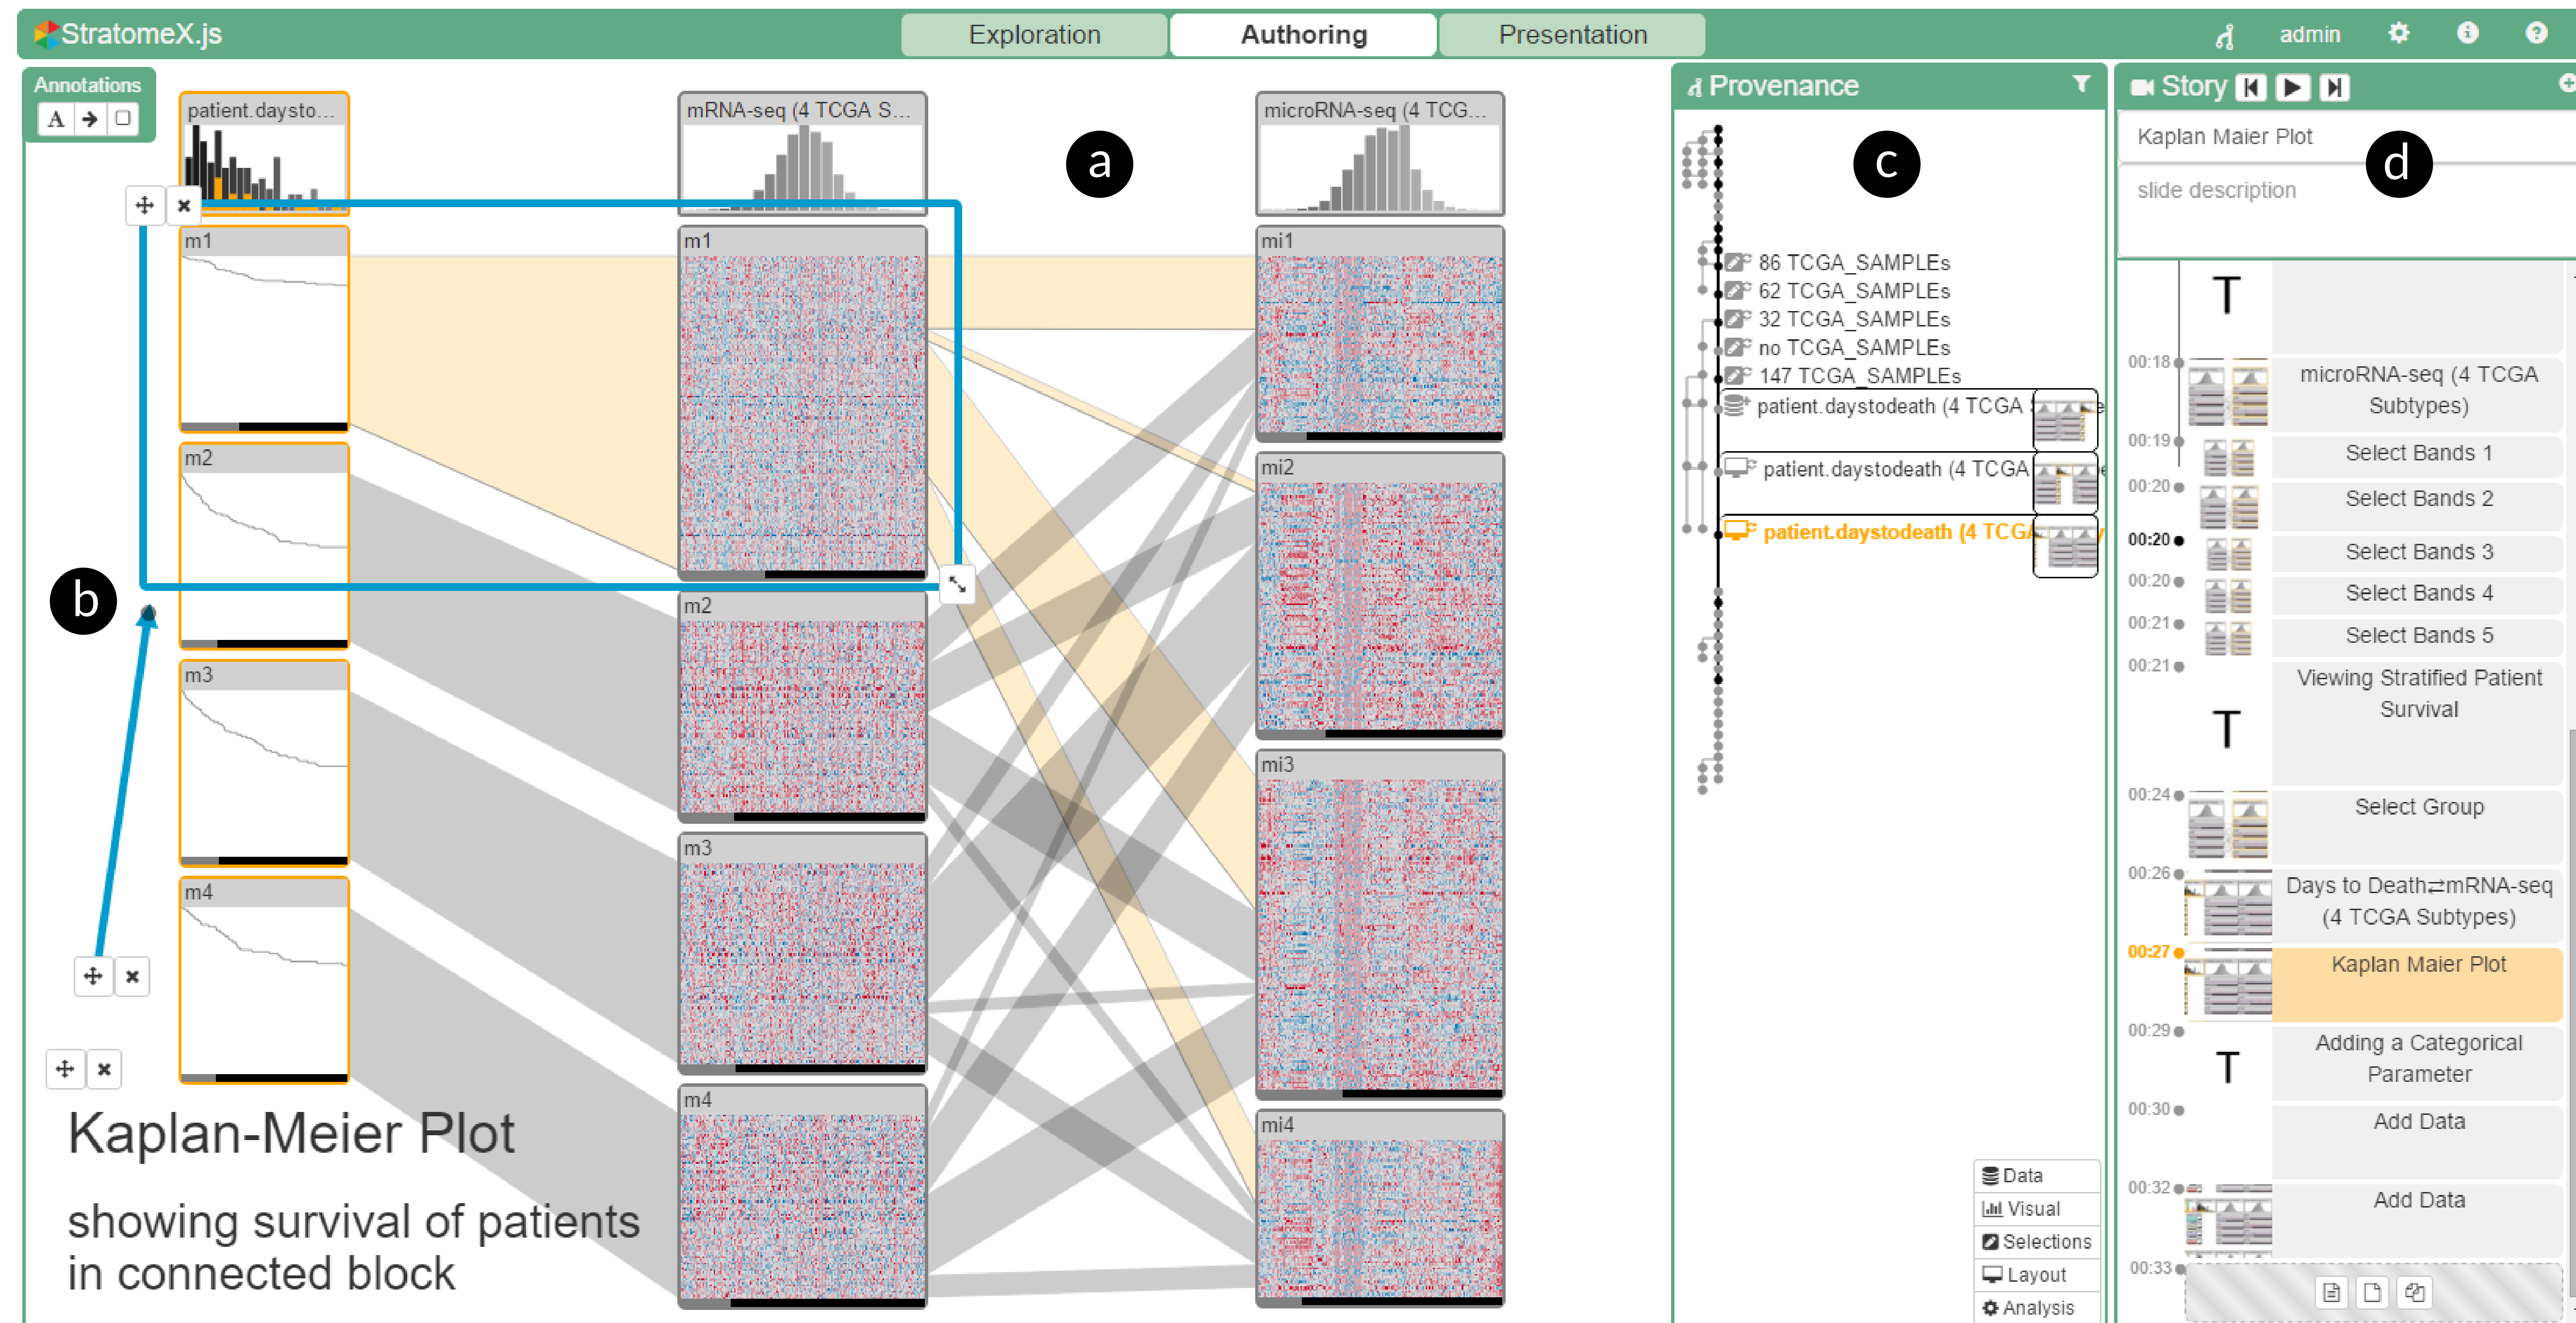 StratomeX.js
Exploration
Authoring
Presentation
admin
Annotations
A
patient.daysto...
mRNA-seq (4 TCGA S...
microRNA-seq (4 TCG...
a
m1
m2
m3
m4
m1
m2
m3
m4
mi1
mi2
mi3
mi4
b
Kaplan-Meier Plot
showing survival of patients
in connected block
Provenance
c
86 TCGA_SAMPLEs
62 TCGA_SAMPLEs
32 TCGA_SAMPLEs
no TCGA_SAMPLEs
147 TCGA_SAMPLEs
patient.daystodeath (4 TCGA
patient.daystodeath (4 TCGA
patient.daystodeath (4 TCGA
Data
Visual
Selections
Layout
Analysis
Story
Kaplan Maier Plot
d
slide description
T
00:18
microRNA-seq (4 TCGA
Subtypes)
00:19
Select Bands 1
00:20
Select Bands 2
00:20
Select Bands 3
00:20
Select Bands 4
00:21
Select Bands 5
00:21
Viewing Stratified Patient
Survival
T
00:24
Select Group
00:26
Days to Death⇄mRNA-seq
(4 TCGA Subtypes)
00:27
Kaplan Maier Plot
00:29
Adding a Categorical
Parameter
T
00:30
Add Data
00:32
Add Data
00:33